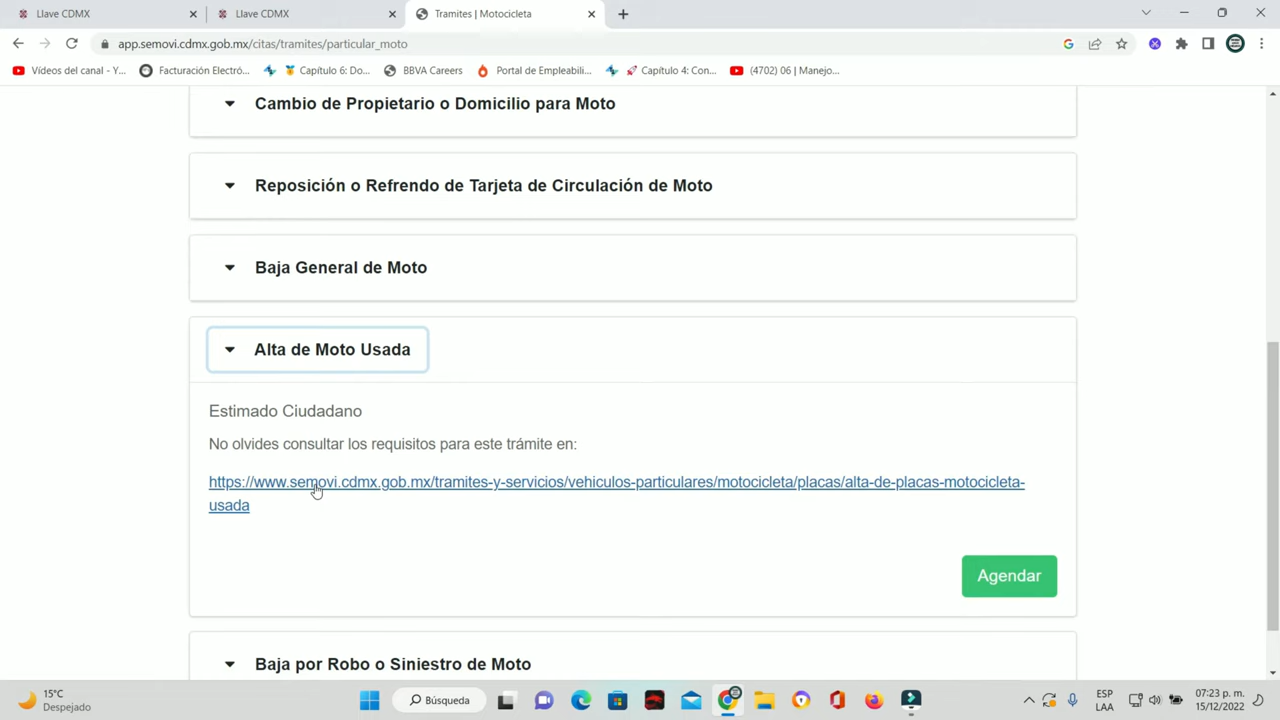 Llave CDMX
Llave CDMX
Tramites | Motocicleta
app.semovi.cdmx.gob.mx/citas/tramites/particular_moto
Vídeos del canal - Y...
Facturación Electró...
Capítulo 6: Do...
BBVA Careers
Portal de Empleabili...
Capítulo 4: Con...
(4702) 06 | Manejo...
Cambio de Propietario o Domicilio para Moto
Reposición o Refrendo de Tarjeta de Circulación de Moto
Baja General de Moto
Alta de Moto Usada
Estimado Ciudadano
No olvides consultar los requisitos para este trámite en:
https://www.semovi.cdmx.gob.mx/tramites-y-servicios/vehiculos-particulares/motocicleta/placas/alta-de-placas-motocicleta-
usada
Agendar
Baja por Robo o Siniestro de Moto
15°C
Despejado
Búsqueda
ESP
LAA
07:23 p. m.
15/12/2022